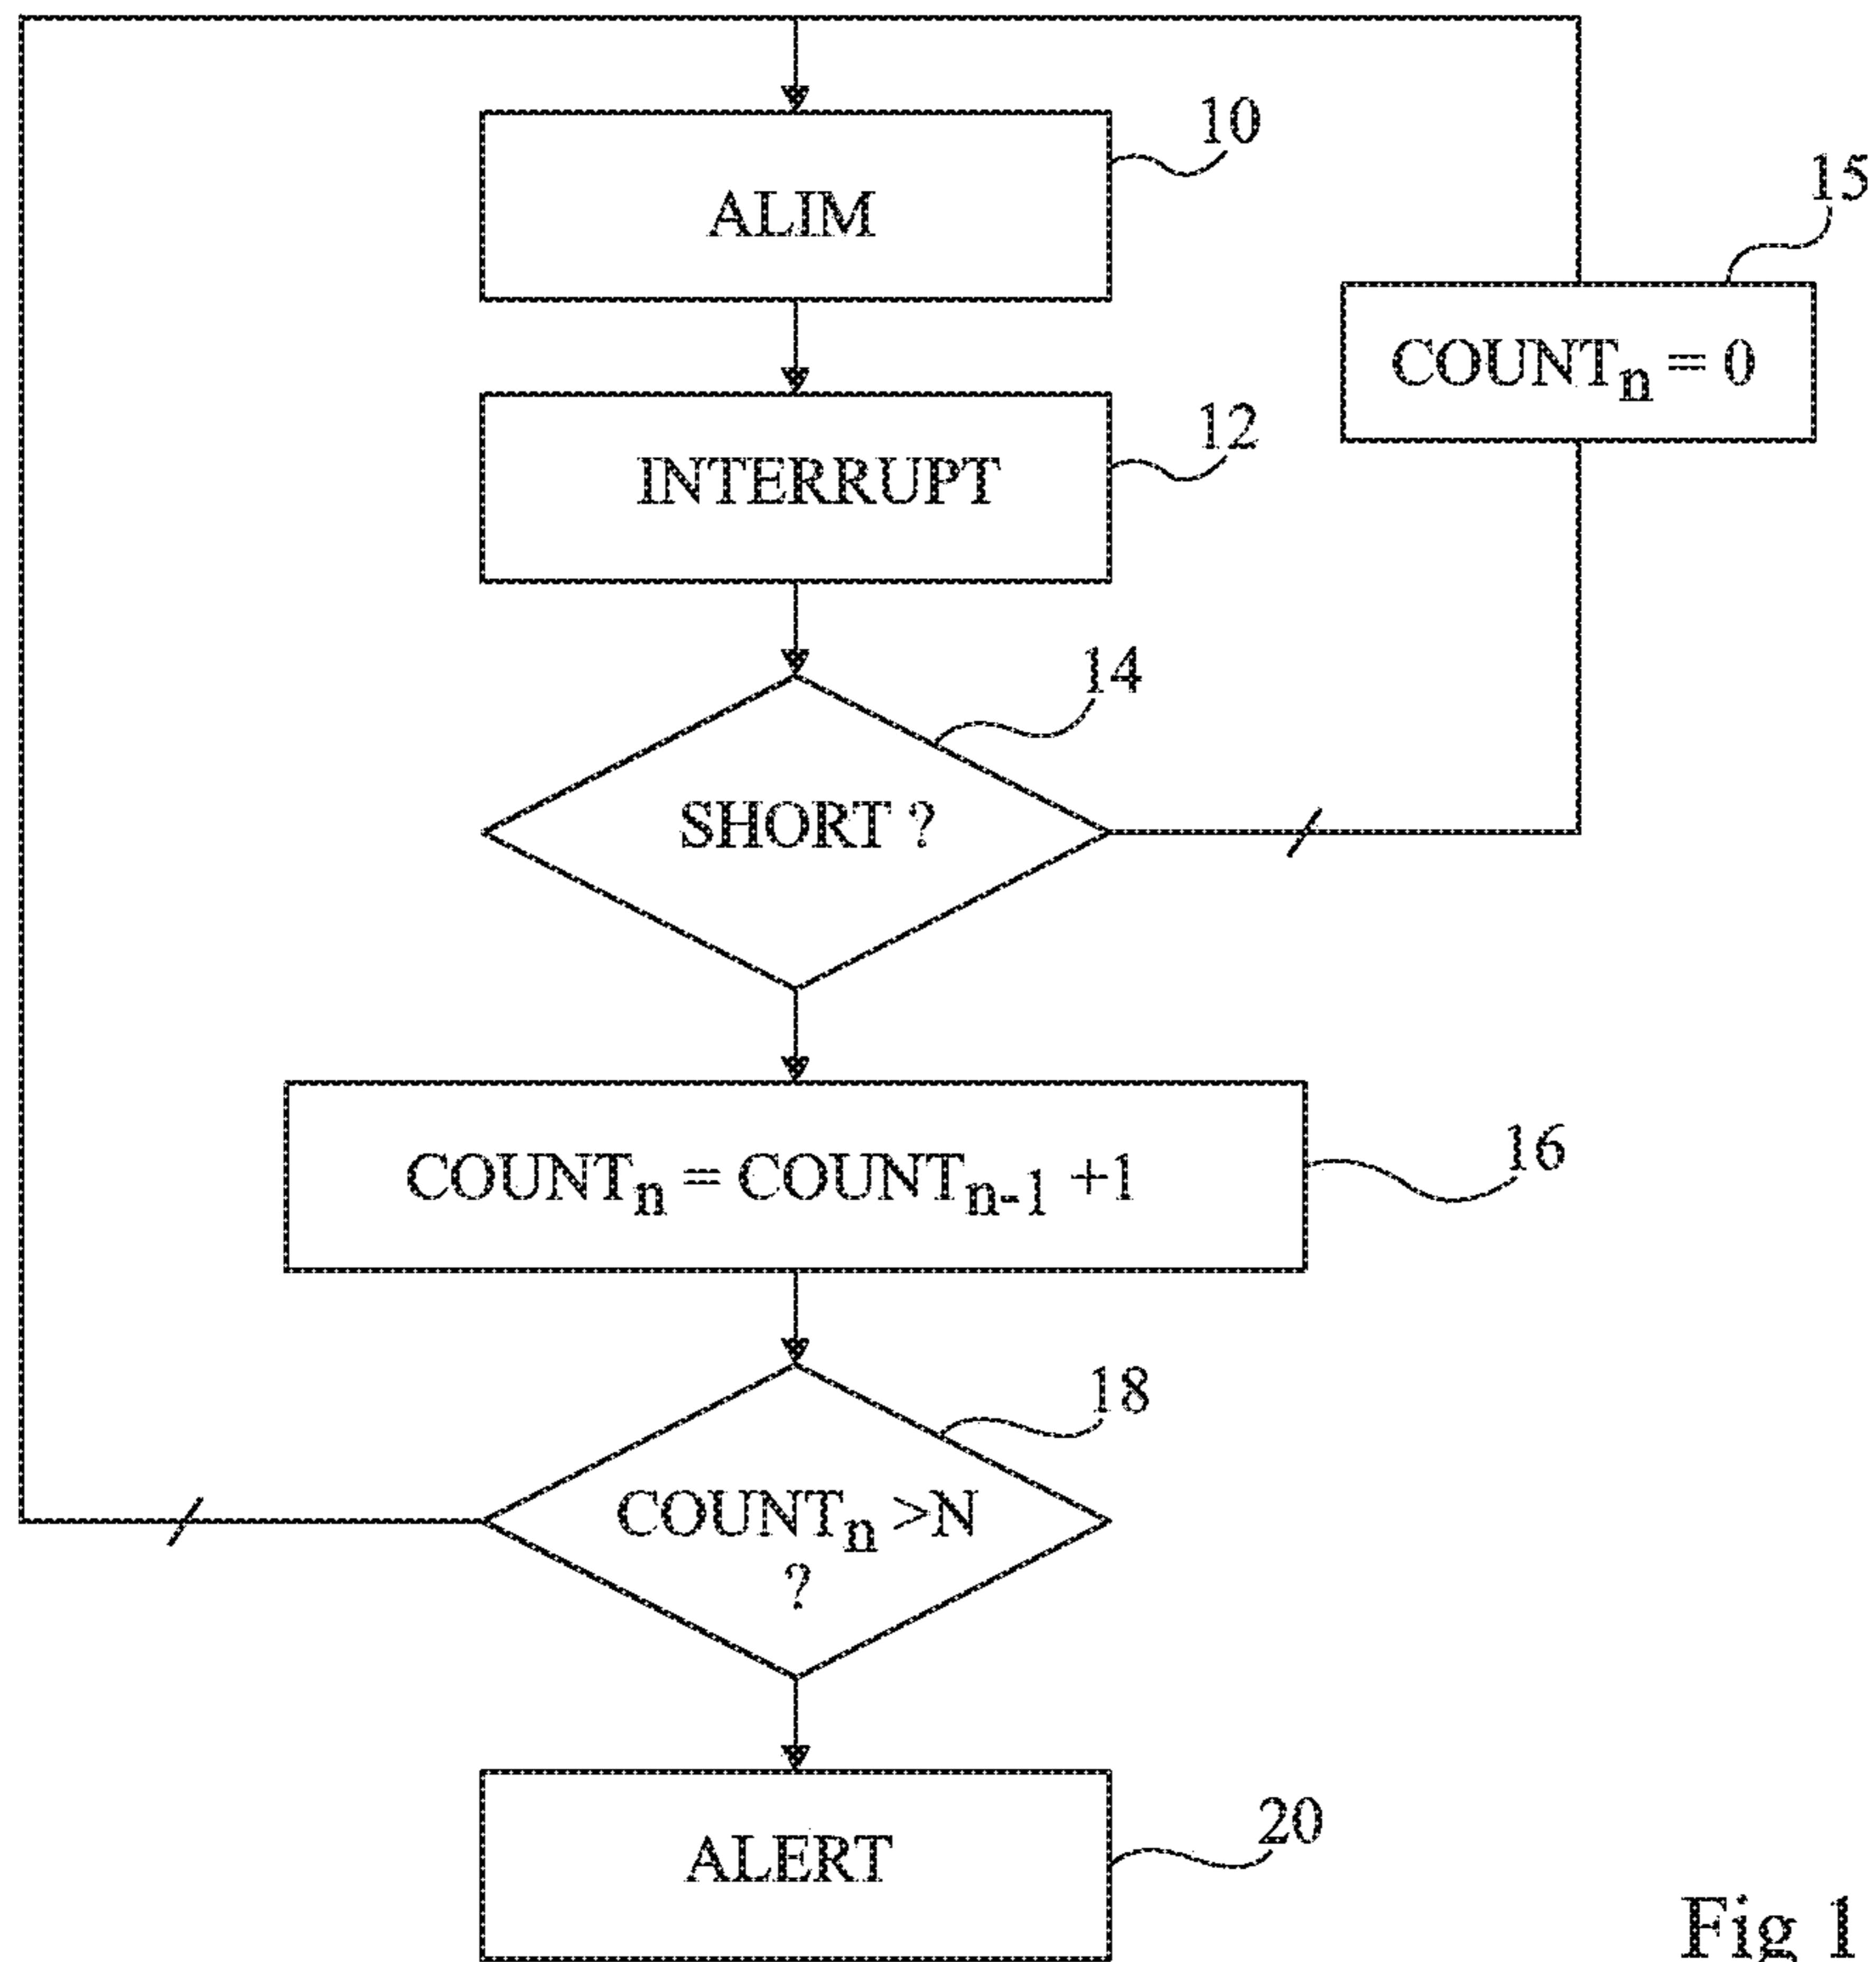 10
ALIM
15
COUNTn = 0
12
INTERRUPT
14
SHORT ?
16
COUNTn = COUNTn-1 +1
18
COUNTn >N
?
20
ALERT
Fig 1